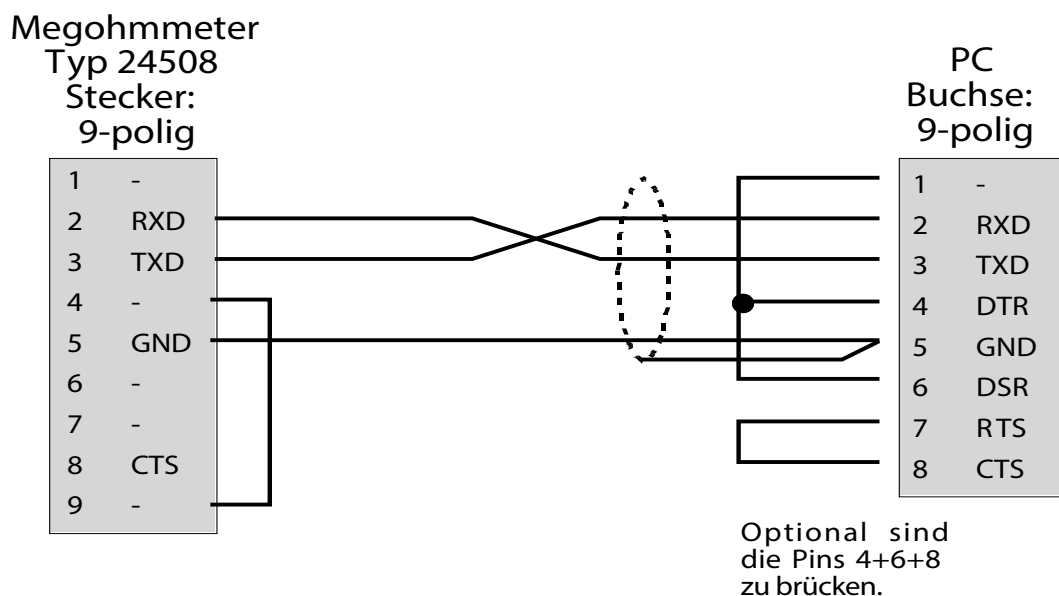 Megohmmeter
Typ 24508
Stecker:
9-polig
1 -
2 RXD
3 TXD
4 -
5 GND
6 -
7 -
8 CTS
9 -
PC
Buchse:
9-polig
1 -
2 RXD
3 TXD
4 DTR
5 GND
6 DSR
7 RTS
8 CTS
Optional sind
die Pins 4+6+8
zu brücken.